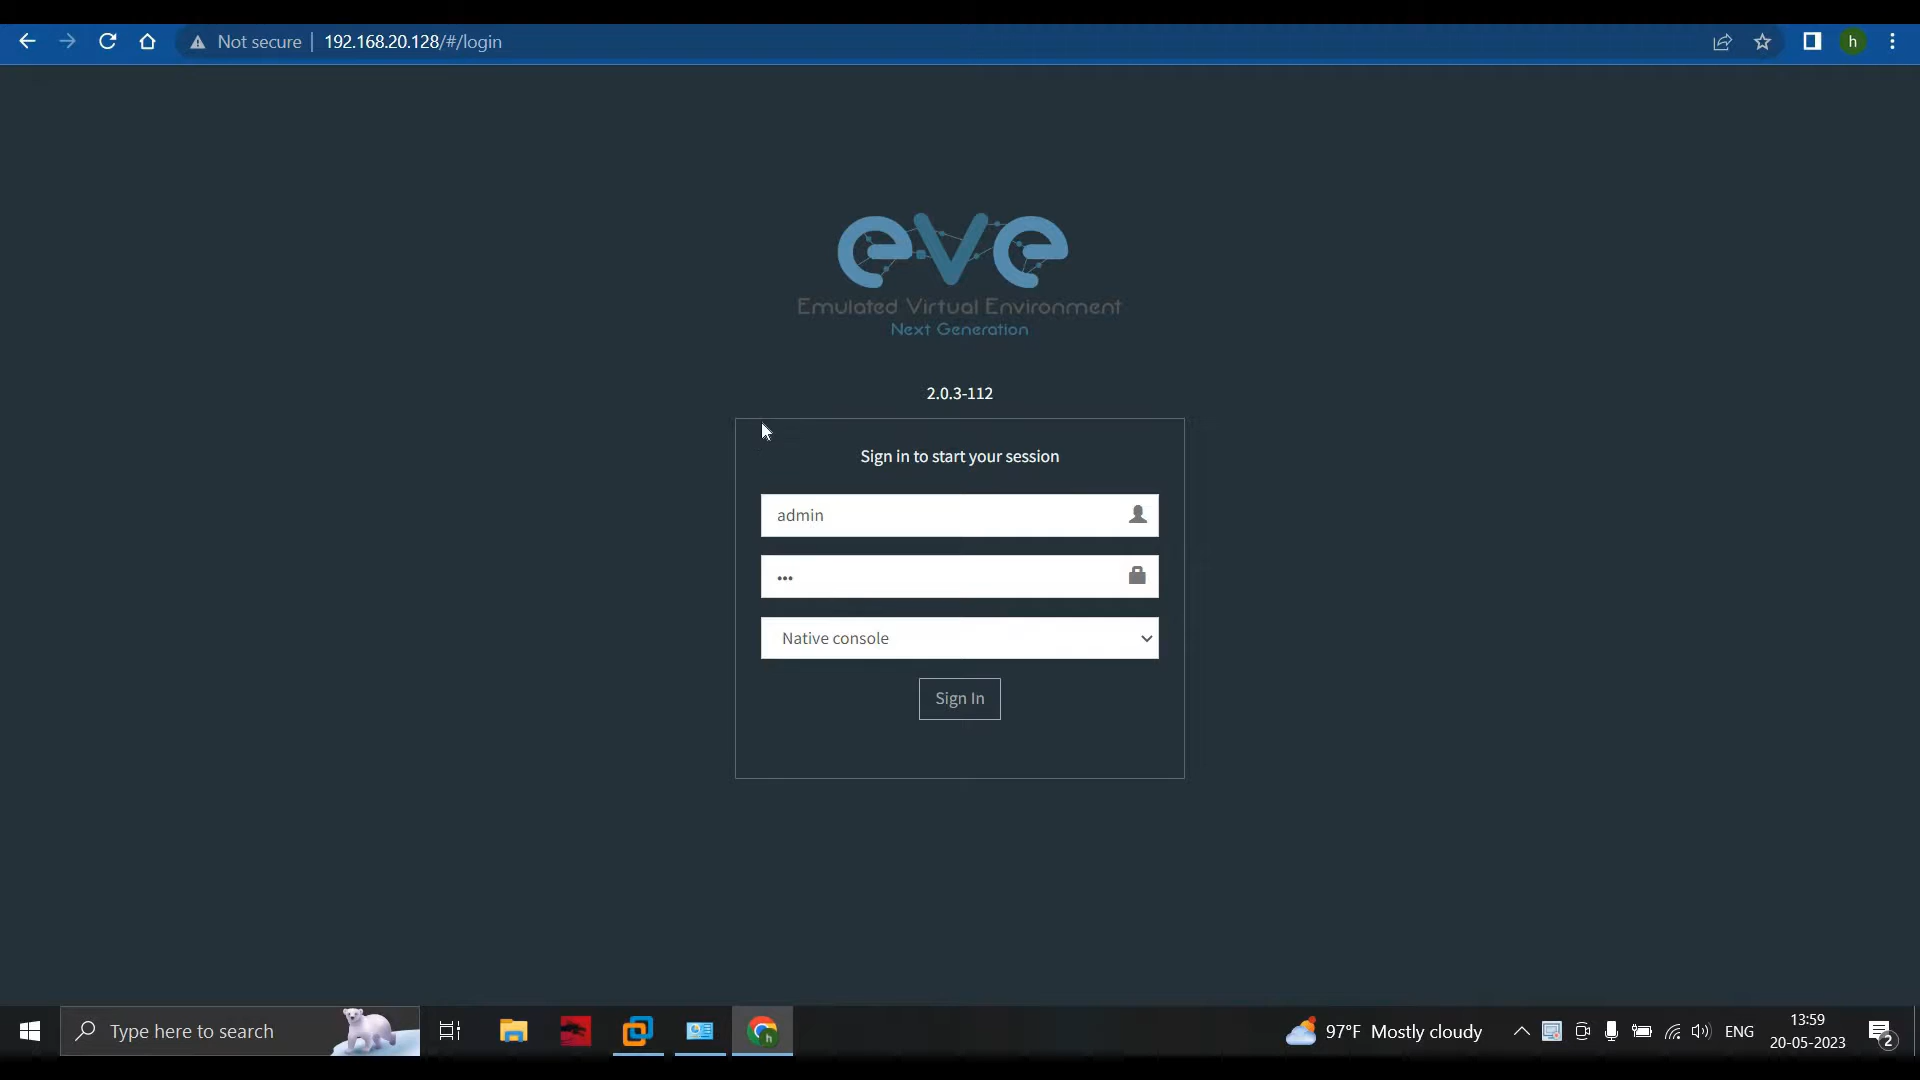 Not secure | 192.168.20.128/#/login
h
eve
Emulated Virtual Environment
Next Generation
2.0.3-112
Sign in to start your session
admin
•••
Native console
Sign In
Type here to search
h
97°F Mostly cloudy
ENG
13:59
20-05-2023
2